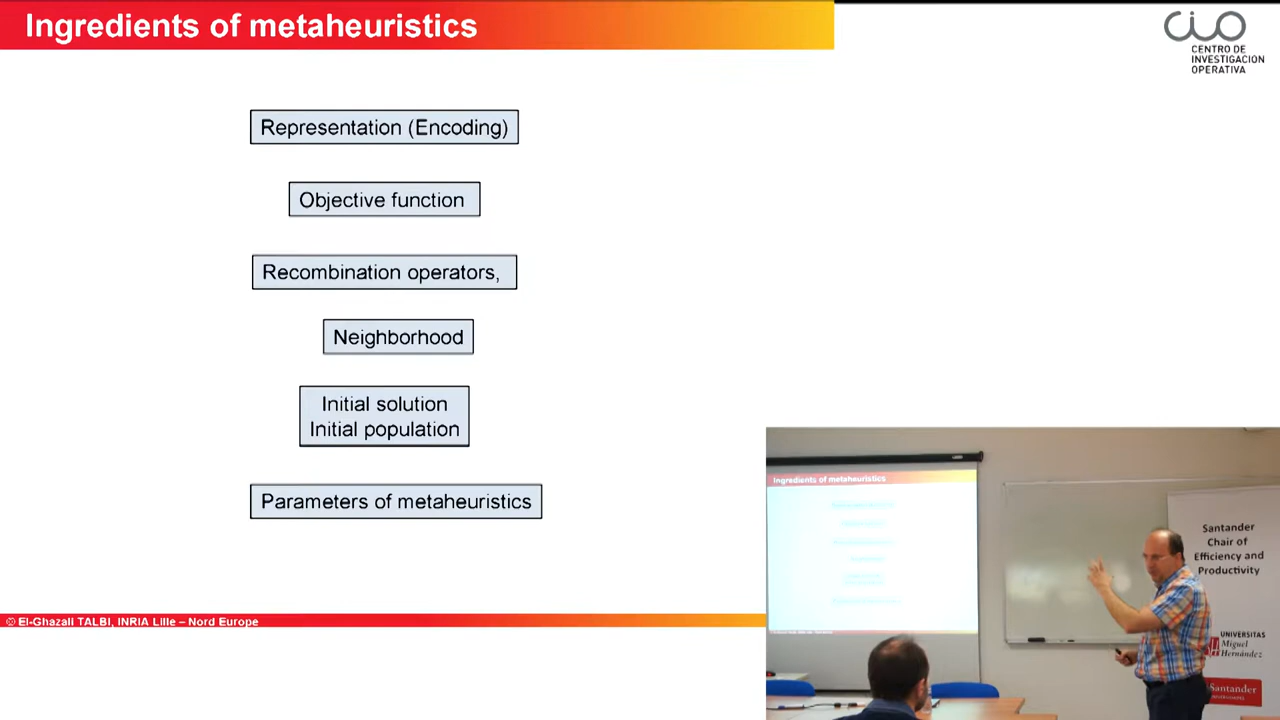 Ingredients of metaheuristics
CIO
CENTRO DE
INVESTIGACION
OPERATIVA
Representation (Encoding)
Objective function
Recombination operators,
Neighborhood
Initial solution
Initial population
Parameters of metaheuristics
© El-Ghazali TALBI, INRIA Lille – Nord Europe
Ingredients of metaheuristics
Santander
Chair of
Efficiency and
Productivity
UNIVERSITAS
Miguel
Hernández
Santander